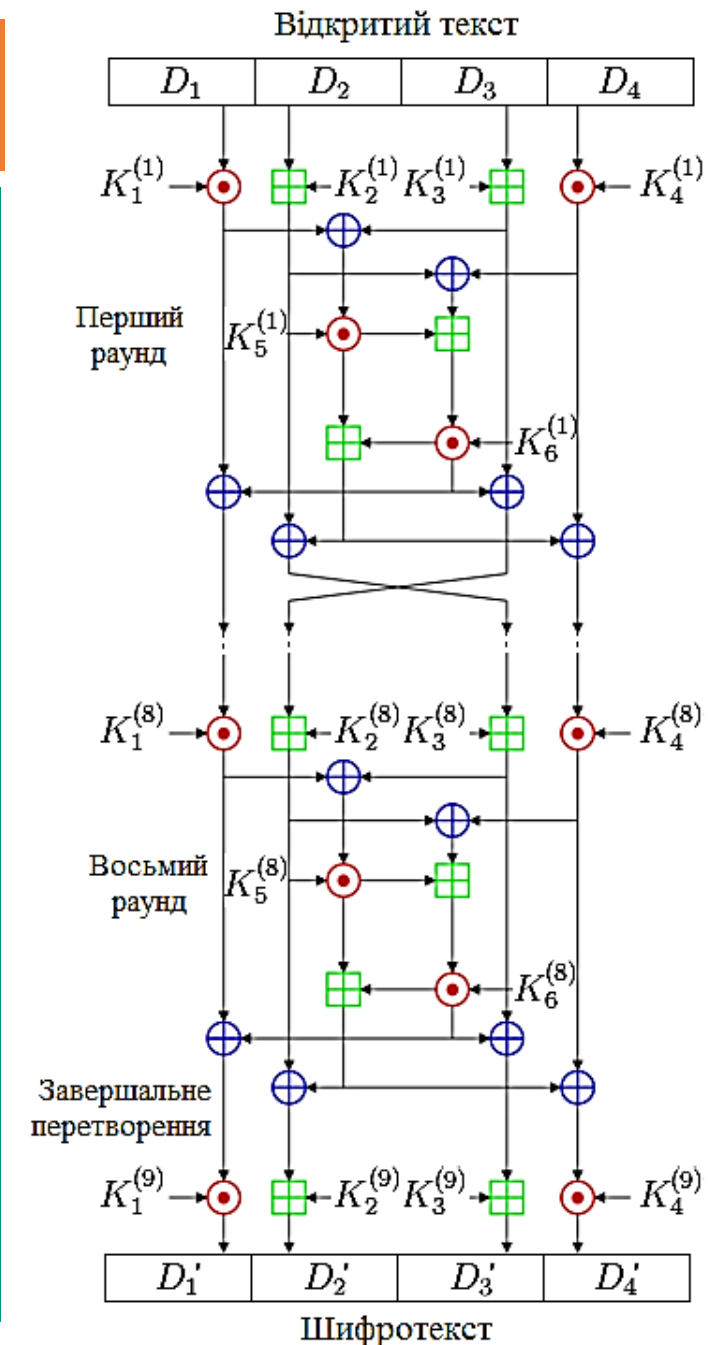 Відкритий текст
D₁ D₂ D₃ D₄
K₁⁽¹⁾ K₂⁽¹⁾ K₃⁽¹⁾ K₄⁽¹⁾
Перший
раунд
K₅⁽¹⁾
K₆⁽¹⁾
K₁⁽⁸⁾ K₂⁽⁸⁾ K₃⁽⁸⁾ K₄⁽⁸⁾
Восьмий
раунд
K₅⁽⁸⁾
K₆⁽⁸⁾
Завершальне
перетворення
K₁⁽⁹⁾ K₂⁽⁹⁾ K₃⁽⁹⁾ K₄⁽⁹⁾
D₁' D₂' D₃' D₄'
Шифротекст